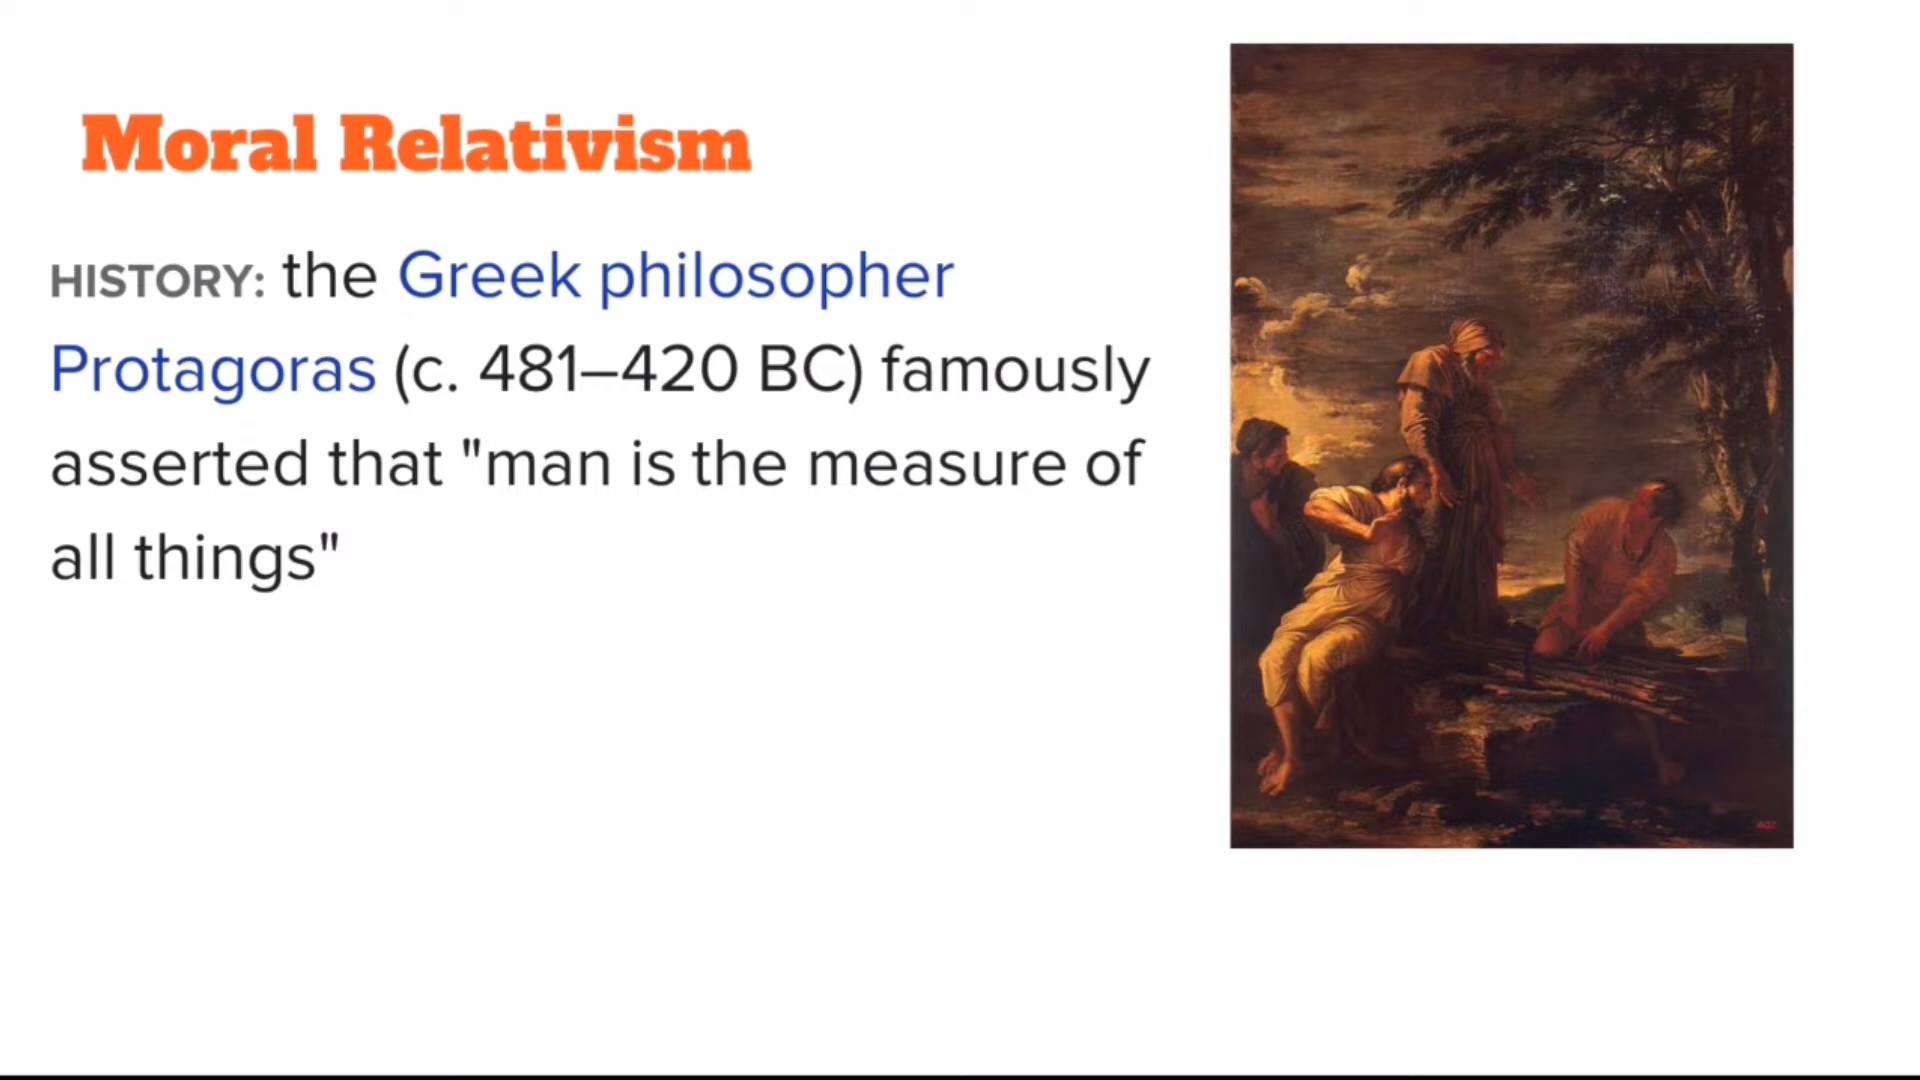 Moral Relativism
HISTORY: the Greek philosopher
Protagoras (c. 481–420 BC) famously
asserted that "man is the measure of
all things"